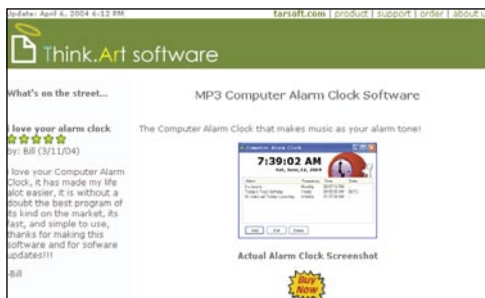 Update: April 6, 2004 6:12 PM
tarsoft.com | product | support | order | about u
Think.Art software
What's on the street...
I love your alarm clock
by: Bill (3/11/04)
I love your Computer Alarm
Clock, it has made my life
alot easier, it is without a
doubt the best program of
its kind on the market, its
fast, and simple to use,
thanks for making this
software and for sofware
updates!!!
-Bill
MP3 Computer Alarm Clock Software
The Computer Alarm Clock that makes music as your alarm tone!
Computer Alarm Clock
7:39:02 AM
Actual Alarm Clock Screenshot
Buy
Now